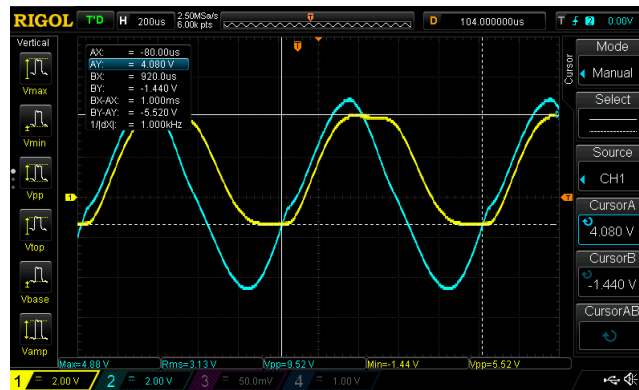 RIGOL T'D H 200us 2.50MSa/s 6.00k pts D 104.000000us T 2 0.00V
T
Vertical
Vmax
Vmin
Vpp
Vtop
Vbase
Vamp
AX: = -80.00us
AY: = 4.080 V
BX: = 920.0us
BY: = -1.440 V
BX-AX: = 1.000ms
BY-AY: = -5.520 V
1/|dX|: = 1.000kHz
1
T
Cursor
Mode
Manual
Select
Source
CH1
CursorA
4.080 V
CursorB
-1.440 V
CursorAB
Max=4.88 V Rms=3.13 V Vpp=9.52 V Min=-1.44 V Vpp=5.52 V
1 = 2.00 V 2 = 2.00 V 3 = 50.0mV 4 = 1.00 V